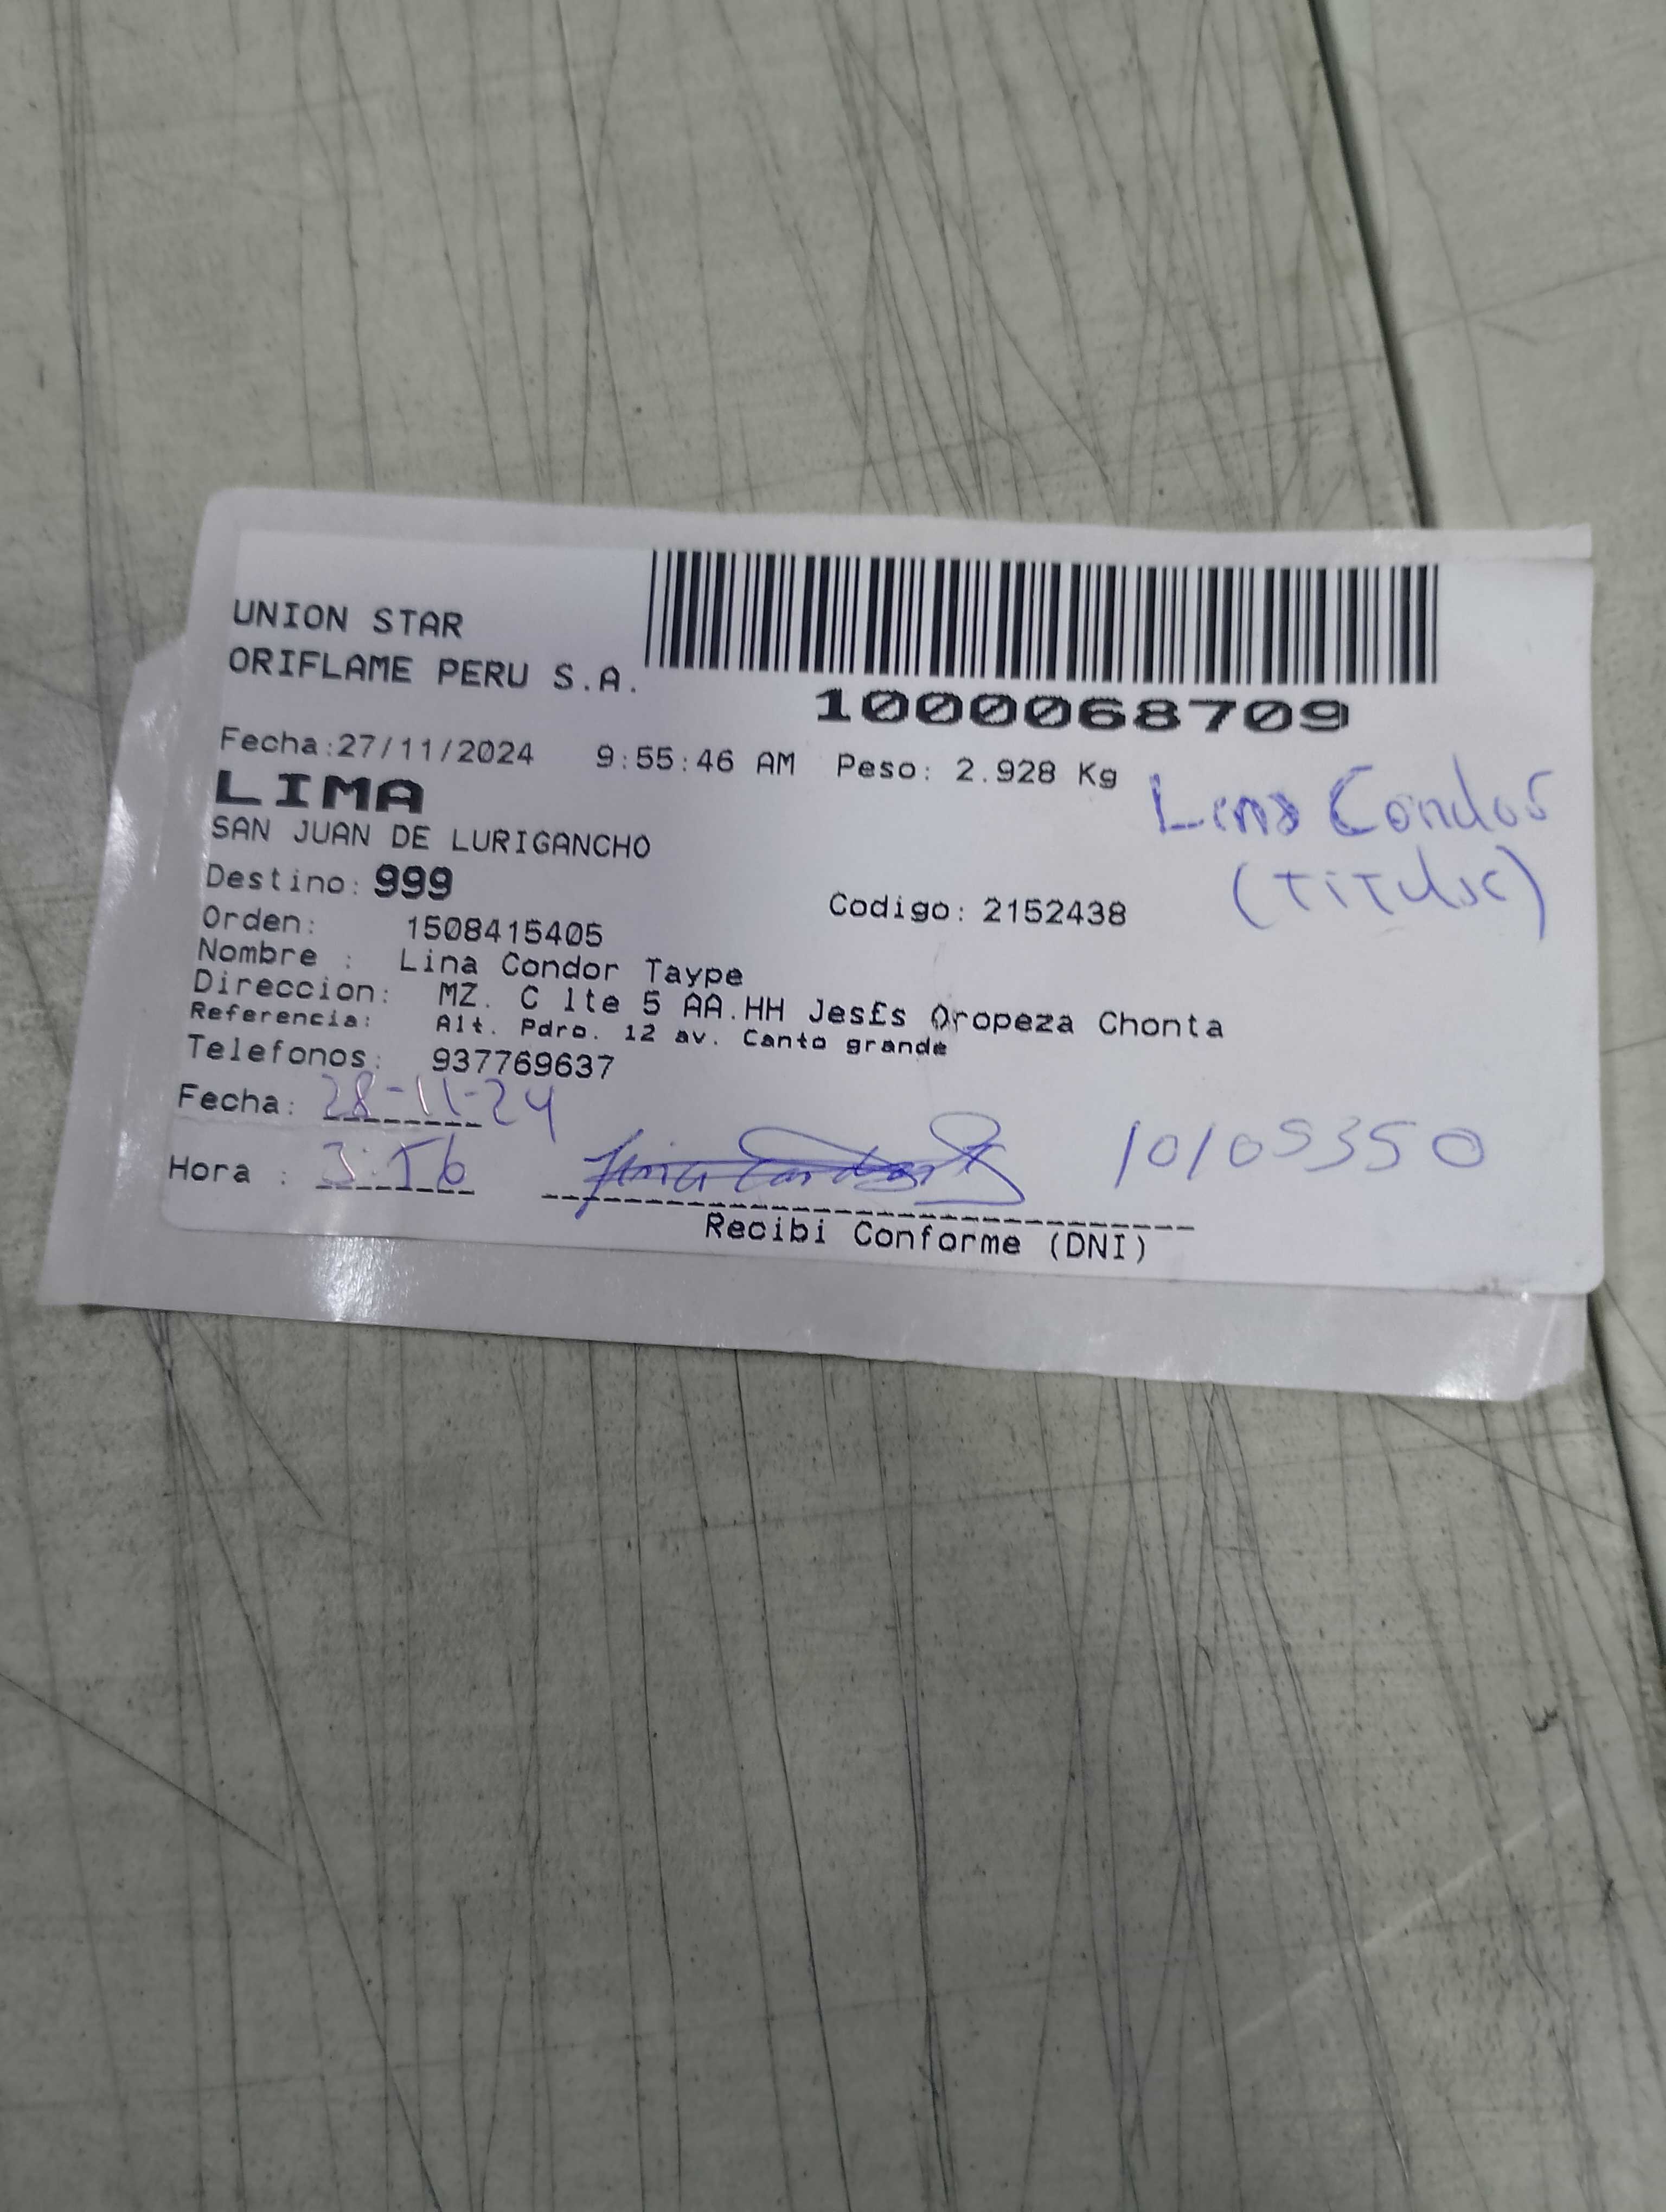 UNION STAR
ORIFLAME PERU S.A.
1000068709
Fecha:27/11/2024 9:55:46 AM Peso: 2.928 Kg
LIMA
Lina Condor
SAN JUAN DE LURIGANCHO
(TiTular)
Destino: 999
Codigo: 2152438
Orden: 1508415405
Nombre : Lina Condor Taype
Direccion: MZ. C lte 5 AA.HH Jes£s Oropeza Chonta
Referencia: Alt. Pdro. 12 av. Canto grande
Telefonos: 937769637
Fecha: 28-11-24
Hora : 3:56
10105350
Recibi Conforme (DNI)